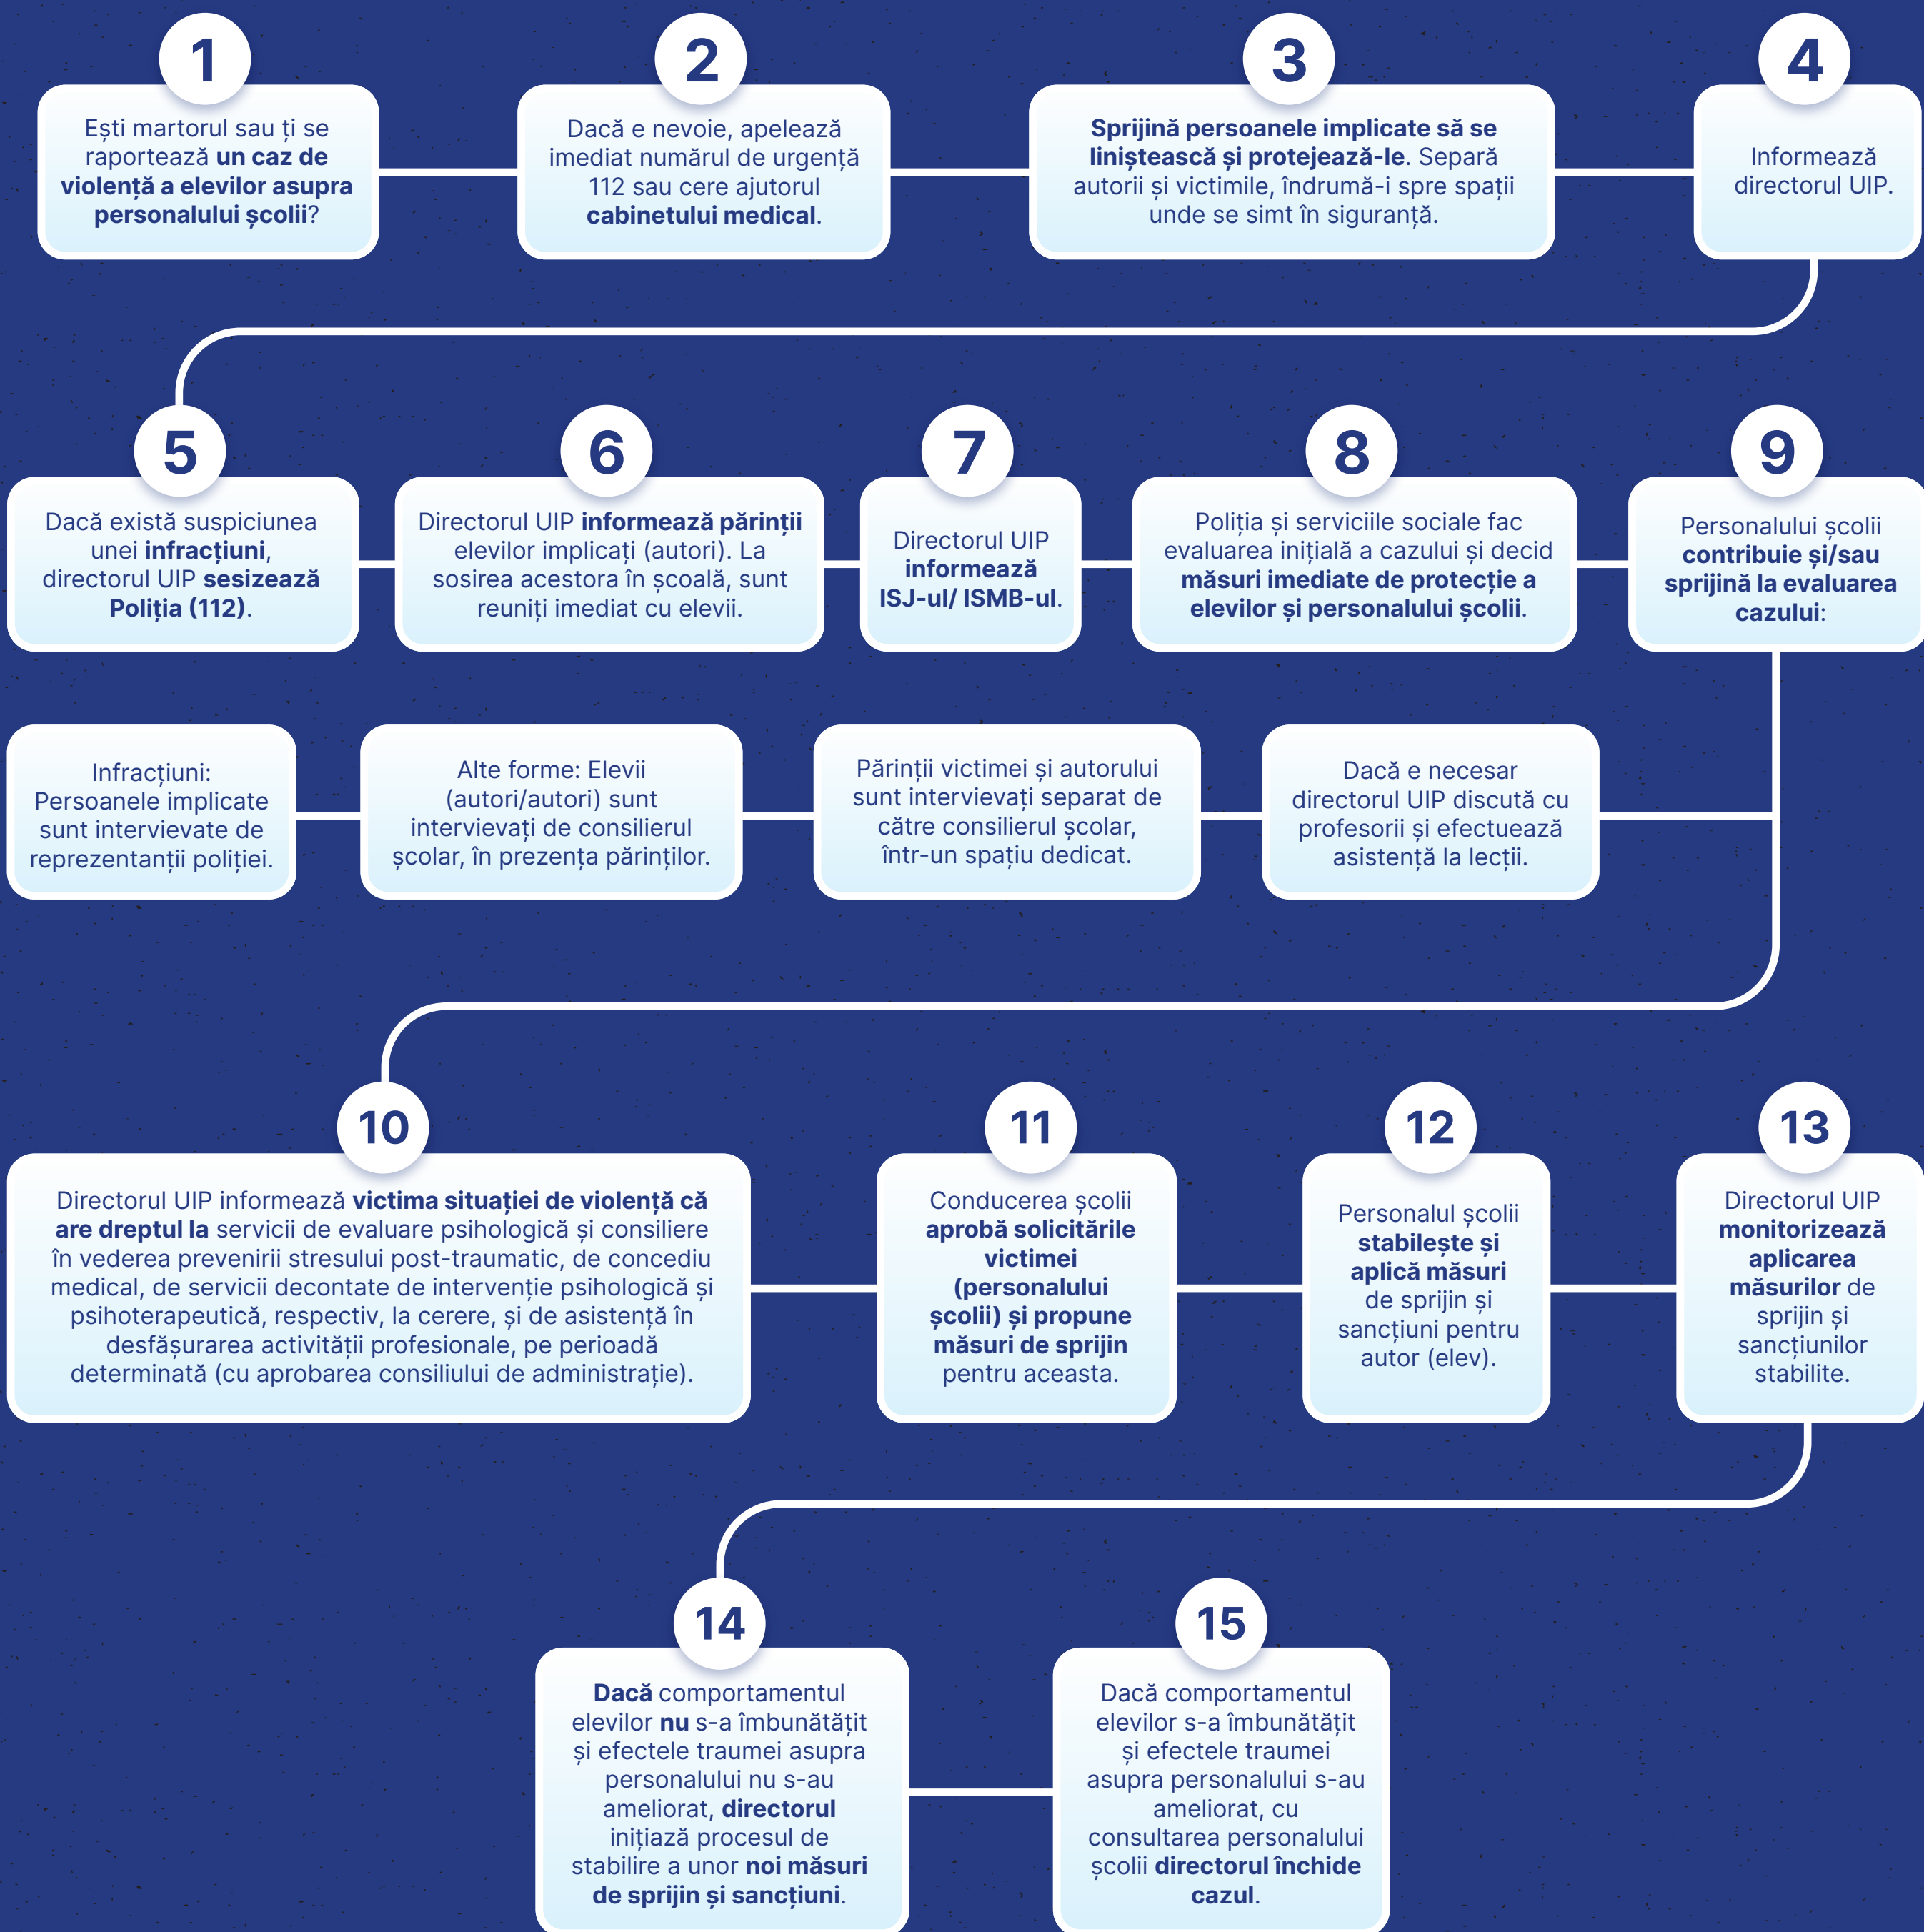 1
Ești martorul sau ți se
raportează un caz de
violență a elevilor asupra
personalului școlii?
2
Dacă e nevoie, apelează
imediat numărul de urgență
112 sau cere ajutorul
cabinetului medical.
3
Sprijină persoanele implicate să se
liniștească și protejează-le. Separă
autorii și victimile, îndrumă-i spre spații
unde se simt în siguranță.
4
Informează
directorul UIP.
5
Dacă există suspiciunea
unei infracțiuni,
directorul UIP sesizează
Poliția (112).
6
Directorul UIP informează părinții
elevilor implicați (autori). La
sosirea acestora în școală, sunt
reuniți imediat cu elevii.
7
Directorul UIP
informează
ISJ-ul/ ISMB-ul.
8
Poliția și serviciile sociale fac
evaluarea inițială a cazului și decid
măsuri imediate de protecție a
elevilor și personalului școlii.
9
Personalului școlii
contribuie și/sau
sprijină la evaluarea
cazului:
Infracțiuni:
Persoanele implicate
sunt intervievate de
reprezentanții poliției.
Alte forme: Elevii
(autori/autori) sunt
intervievați de consilierul
școlar, în prezența părinților.
Părinții victimei și autorului
sunt intervievați separat de
către consilierul școlar,
într-un spațiu dedicat.
Dacă e necesar
directorul UIP discută cu
profesorii și efectuează
asistență la lecții.
10
Directorul UIP informează victima situației de violență că
are dreptul la servicii de evaluare psihologică și consiliere
în vederea prevenirii stresului post-traumatic, de concediu
medical, de servicii decontate de intervenție psihologică și
psihoterapeutică, respectiv, la cerere, și de asistență în
desfășurarea activității profesionale, pe perioadă
determinată (cu aprobarea consiliului de administrație).
11
Conducerea școlii
aprobă solicitările
victimei
(personalului
școlii) și propune
măsuri de sprijin
pentru aceasta.
12
Personalul școlii
stabilește și
aplică măsuri
de sprijin și
sancțiuni pentru
autor (elev).
13
Directorul UIP
monitorizează
aplicarea
măsurilor de
sprijin și
sancțiunilor
stabilite.
14
Dacă comportamentul
elevilor nu s-a îmbunătățit
și efectele traumei asupra
personalului nu s-au
ameliorat, directorul
inițiază procesul de
stabilire a unor noi măsuri
de sprijin și sancțiuni.
15
Dacă comportamentul
elevilor s-a îmbunătățit
și efectele traumei
asupra personalului s-au
ameliorat, cu
consultarea personalului
școlii directorul închide
cazul.